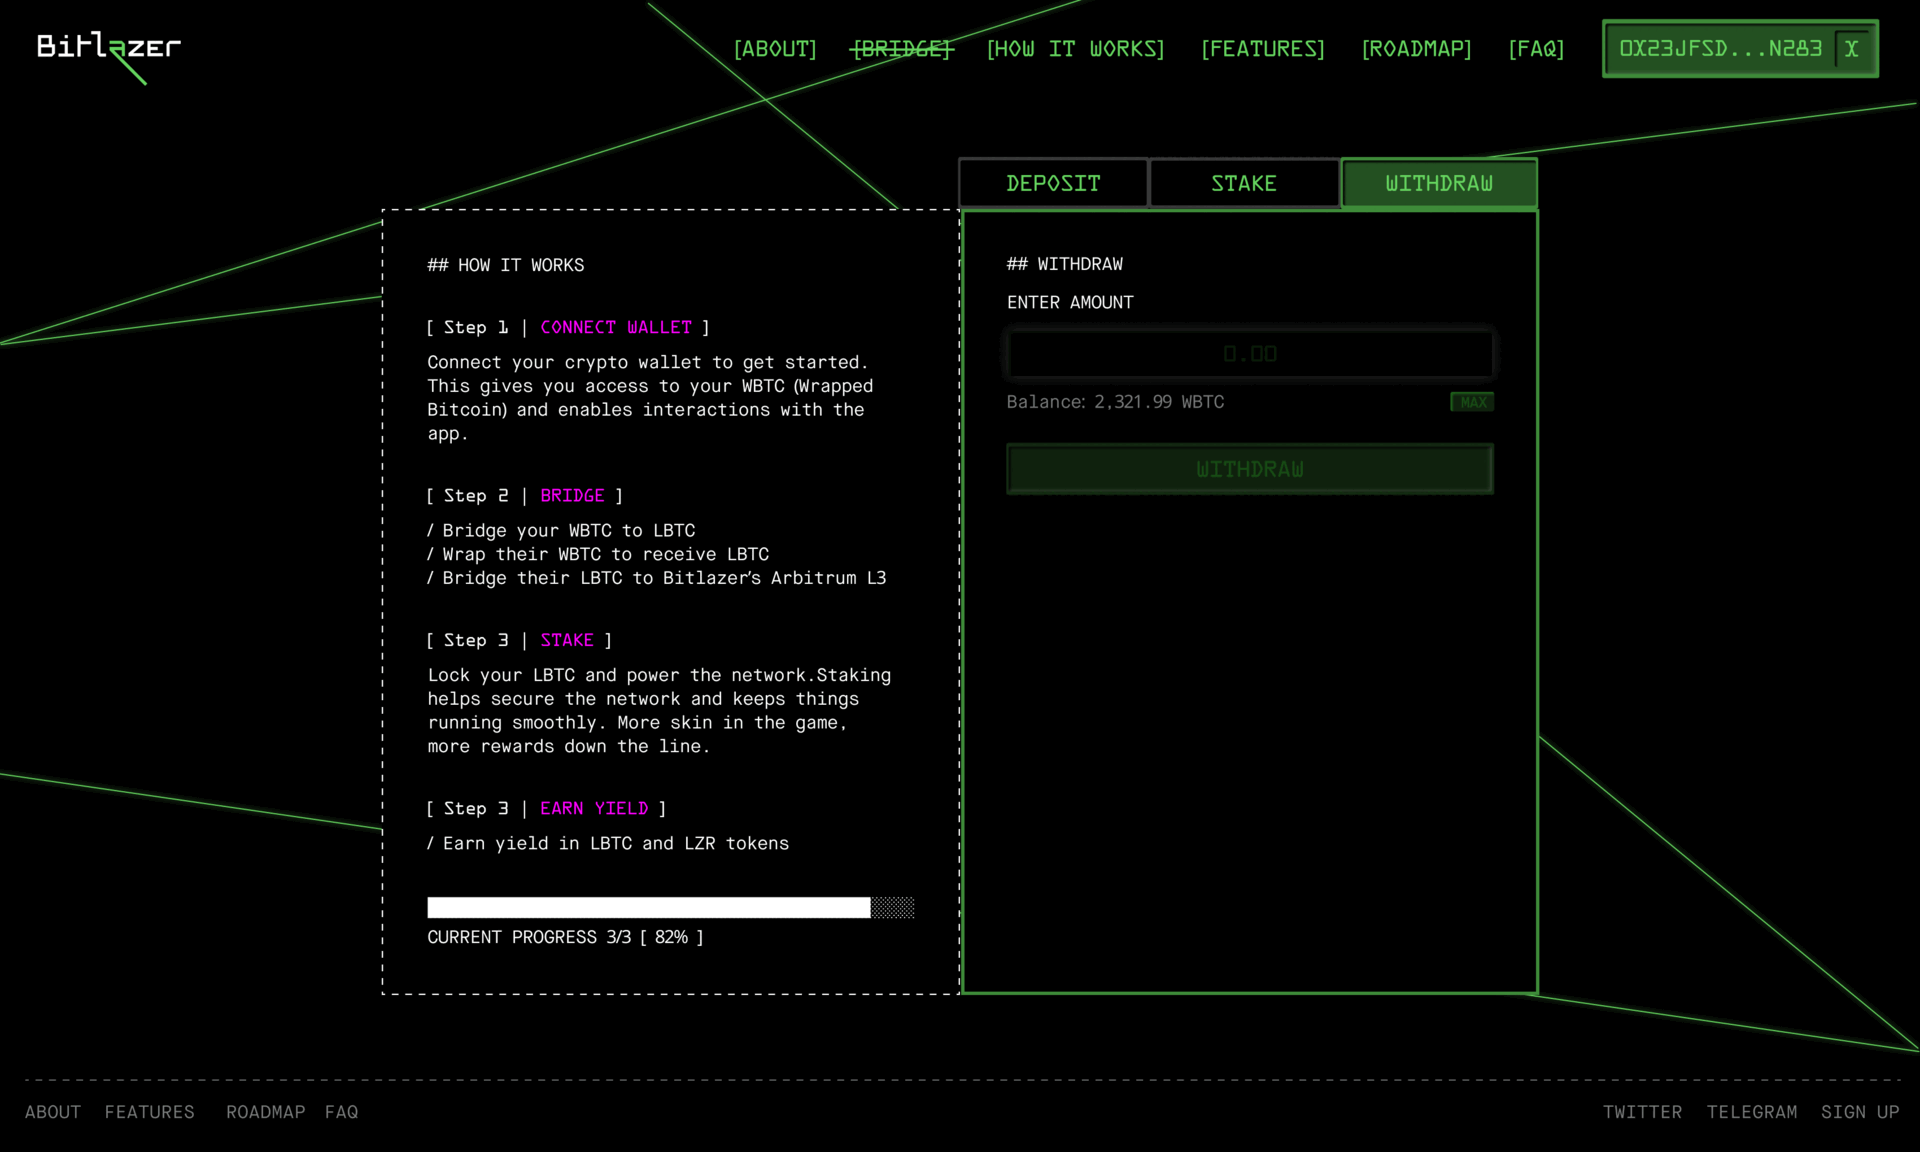 Bitlazer
[ABOUT] [BRIDGE] [HOW IT WORKS] [FEATURES] [ROADMAP] [FAQ] 0X23JFSD...N283 X
DEPOSIT STAKE WITHDRAW
## HOW IT WORKS
[ Step 1 | CONNECT WALLET ]
Connect your crypto wallet to get started.
This gives you access to your WBTC (Wrapped
Bitcoin) and enables interactions with the
app.
[ Step 2 | BRIDGE ]
/ Bridge your WBTC to LBTC
/ Wrap their WBTC to receive LBTC
/ Bridge their LBTC to Bitlazer’s Arbitrum L3
[ Step 3 | STAKE ]
Lock your LBTC and power the network.Staking
helps secure the network and keeps things
running smoothly. More skin in the game,
more rewards down the line.
[ Step 3 | EARN YIELD ]
/ Earn yield in LBTC and LZR tokens
CURRENT PROGRESS 3/3 [ 82% ]
## WITHDRAW
ENTER AMOUNT
0.00
Balance: 2,321.99 WBTC MAX
WITHDRAW
ABOUT FEATURES ROADMAP FAQ TWITTER TELEGRAM SIGN UP